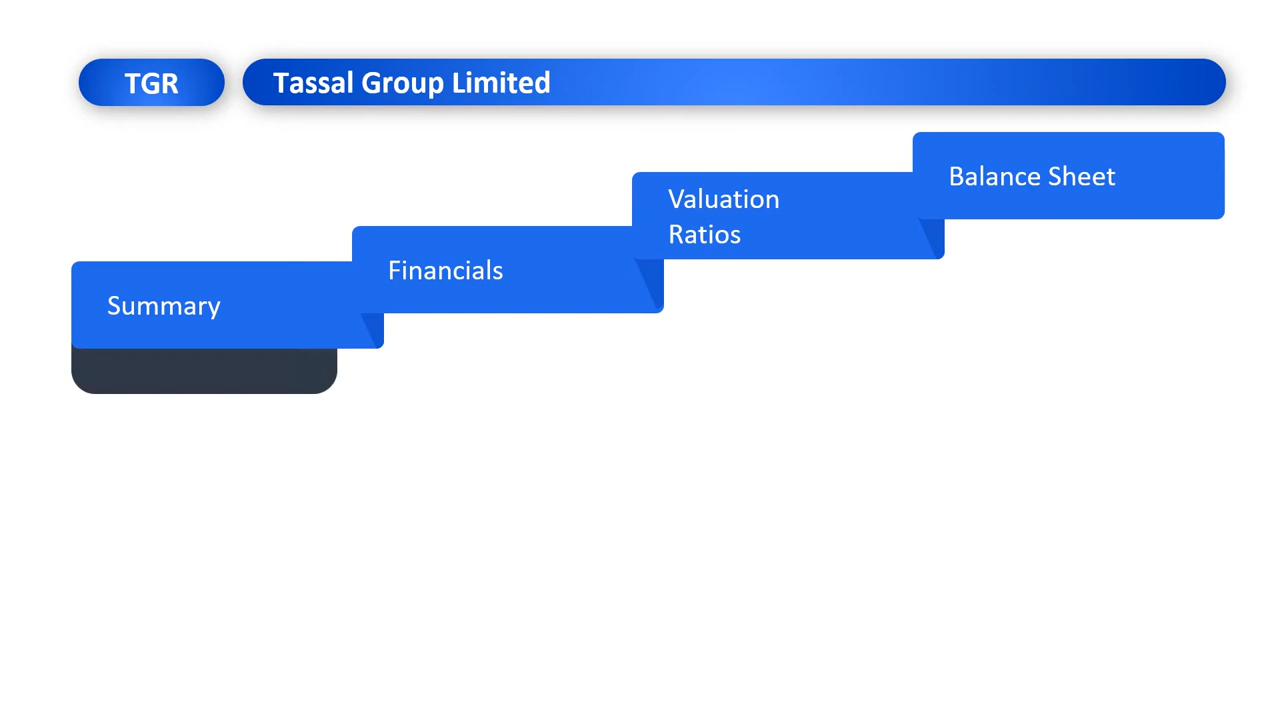 TGR
Tassal Group Limited
Summary
Financials
Valuation
Ratios
Balance Sheet